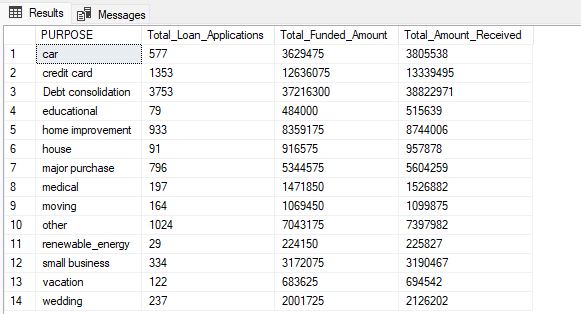 Results Messages
PURPOSE Total_Loan_Applications Total_Funded_Amount Total_Amount_Received
1 car 577 3629475 3805538
2 credit card 1353 12636075 13339495
3 Debt consolidation 3753 37216300 38822971
4 educational 79 484000 515639
5 home improvement 933 8359175 8744006
6 house 91 916575 957878
7 major purchase 796 5344575 5604259
8 medical 197 1471850 1526882
9 moving 164 1069450 1099875
10 other 1024 7043175 7397982
11 renewable_energy 29 224150 225827
12 small business 334 3172075 3190467
13 vacation 122 683625 694542
14 wedding 237 2001725 2126202